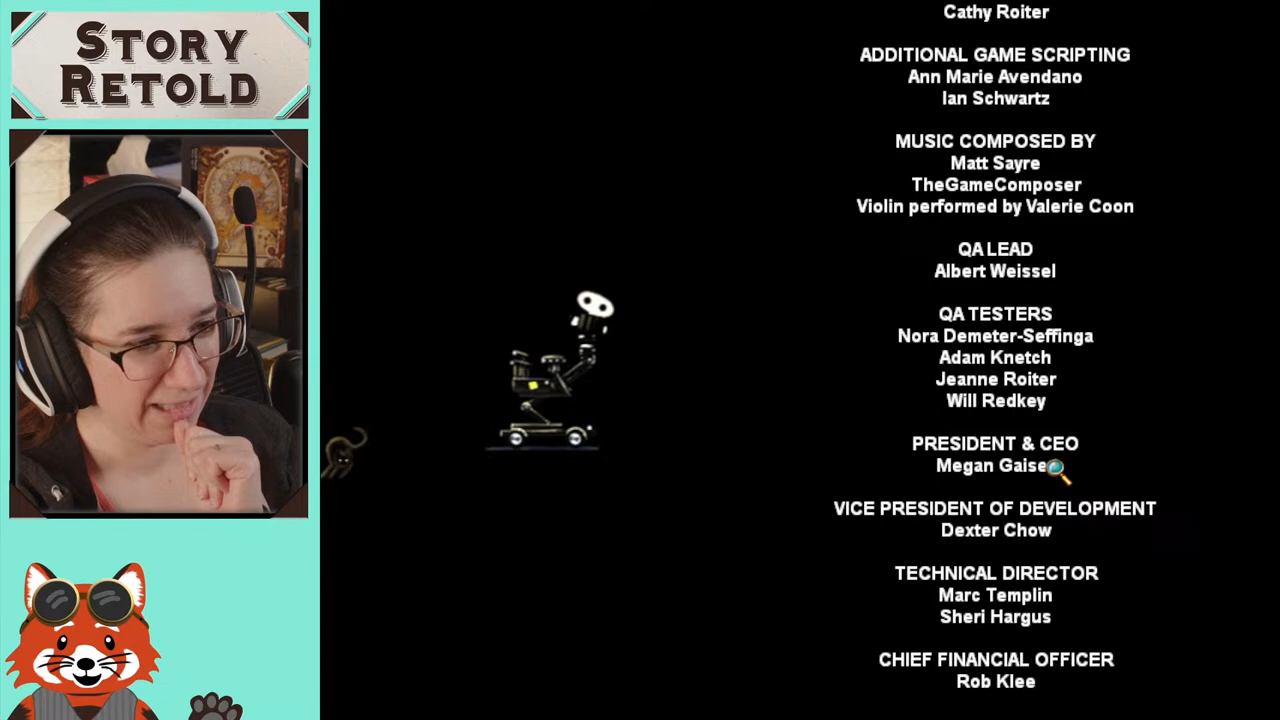 STORY
RETOLD
Cathy Roiter
ADDITIONAL GAME SCRIPTING
Ann Marie Avendano
Ian Schwartz
MUSIC COMPOSED BY
Matt Sayre
TheGameComposer
Violin performed by Valerie Coon
QA LEAD
Albert Weissel
QA TESTERS
Nora Demeter-Seffinga
Adam Knetch
Jeanne Roiter
Will Redkey
PRESIDENT & CEO
Megan Gaise
VICE PRESIDENT OF DEVELOPMENT
Dexter Chow
TECHNICAL DIRECTOR
Marc Templin
Sheri Hargus
CHIEF FINANCIAL OFFICER
Rob Klee